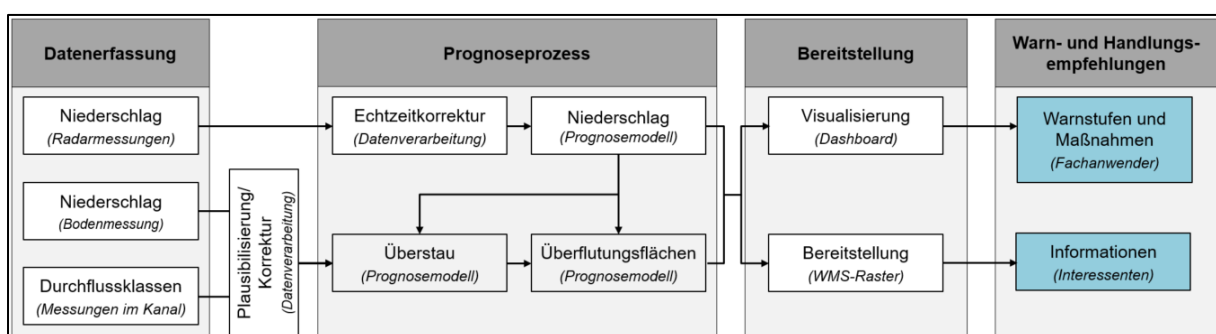 Datenerfassung
Niederschlag
(Radarmessungen)
Niederschlag
(Bodenmessung)
Durchflussklassen
(Messungen im Kanal)
Plausibilisierung/
Korrektur
(Datenverarbeitung)
Prognoseprozess
Echtzeitkorrektur
(Datenverarbeitung)
Niederschlag
(Prognosemodell)
Überstau
(Prognosemodell)
Überflutungsflächen
(Prognosemodell)
Bereitstellung
Visualisierung
(Dashboard)
Bereitstellung
(WMS-Raster)
Warn- und Handlungs-
empfehlungen
Warnstufen und
Maßnahmen
(Fachanwender)
Informationen
(Interessenten)